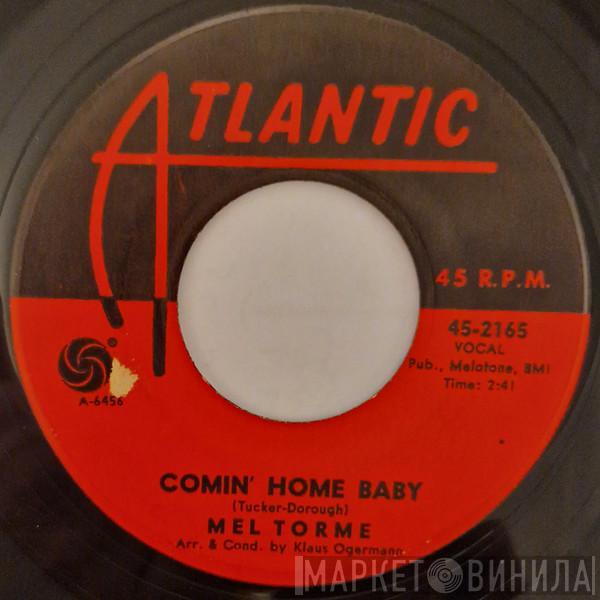 ATLANTIC
45 R.P.M.
45-2165
VOCAL
Pub., Melotone, BMI
Time: 2:41
®
A-6456
COMIN' HOME BABY
(Tucker-Dorough)
MEL TORME
Arr. & Cond. by Klaus Ogermann
МАРКЕТ ВИНИЛА